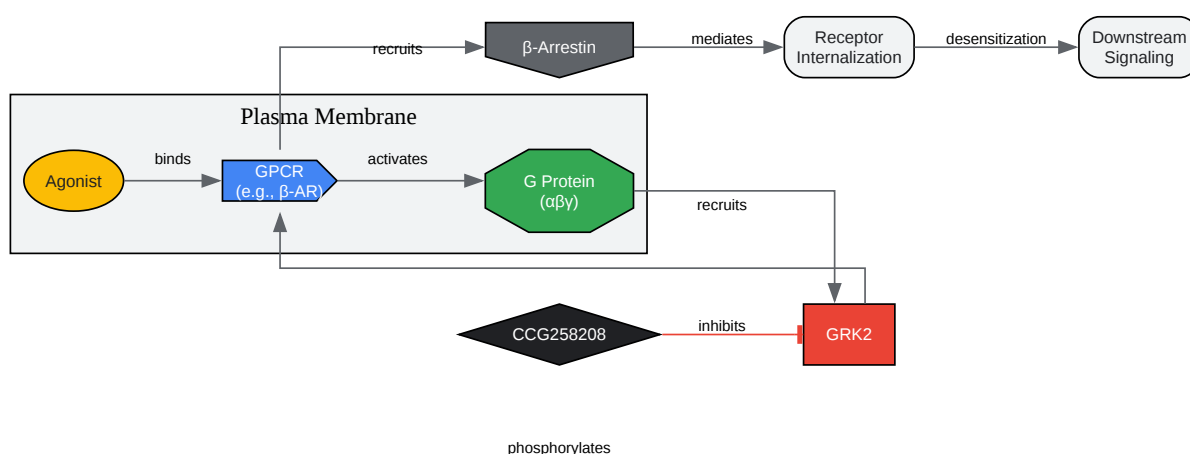 recruits
β-Arrestin
mediates
Receptor
Internalization
desensitization
Downstream
Signaling
Plasma Membrane
Agonist
binds
GPCR
(e.g., β-AR)
activates
G Protein
(αβγ)
recruits
CCG258208
inhibits
GRK2
phosphorylates